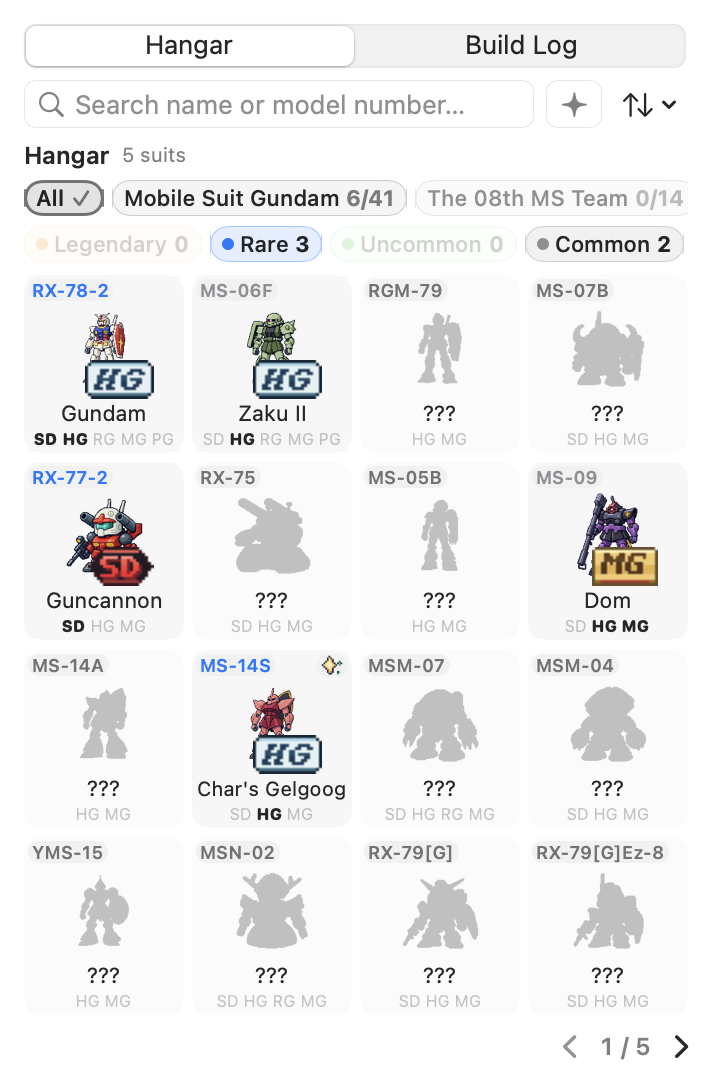 Hangar Build Log
Search name or model number...
Hangar 5 suits
All ✓ Mobile Suit Gundam 6/41 The 08th MS Team 0/14
Legendary 0 Rare 3 Uncommon 0 Common 2
RX-78-2 MS-06F RGM-79 MS-07B
HG HG
Gundam Zaku II ??? ???
SD HG RG MG PG SD HG RG MG PG HG MG SD HG MG
RX-77-2 RX-75 MS-05B MS-09
SD MG
Guncannon ??? ??? Dom
SD HG MG SD HG MG HG MG SD HG MG
MS-14A MS-14S MSM-07 MSM-04
HG
??? Char's Gelgoog ??? ???
HG MG SD HG MG SD HG RG MG SD HG MG
YMS-15 MSN-02 RX-79[G] RX-79[G]Ez-8
??? ??? ??? ???
HG MG SD HG RG MG SD HG MG SD HG MG
1 / 5